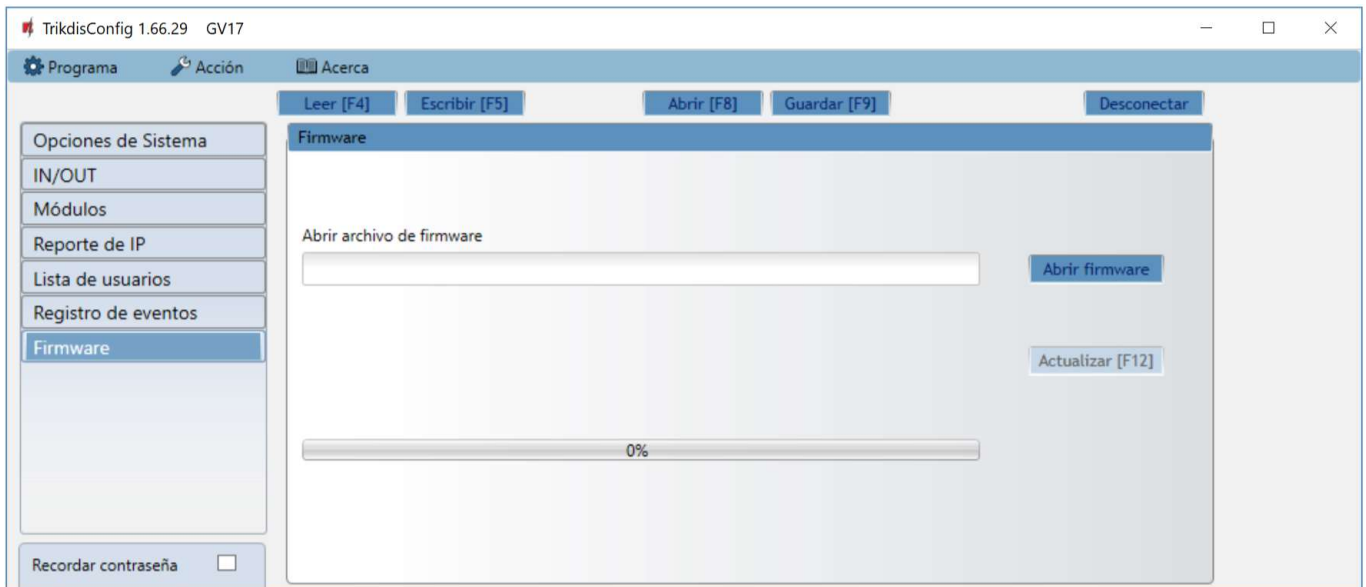 TrikdisConfig 1.66.29 GV17
Programa Acción Acerca
Leer [F4] Escribir [F5] Abrir [F8] Guardar [F9] Desconectar
Opciones de Sistema
IN/OUT
Módulos
Reporte de IP
Lista de usuarios
Registro de eventos
Firmware
Recordar contraseña
Firmware
Abrir archivo de firmware
Abrir firmware
Actualizar [F12]
0%